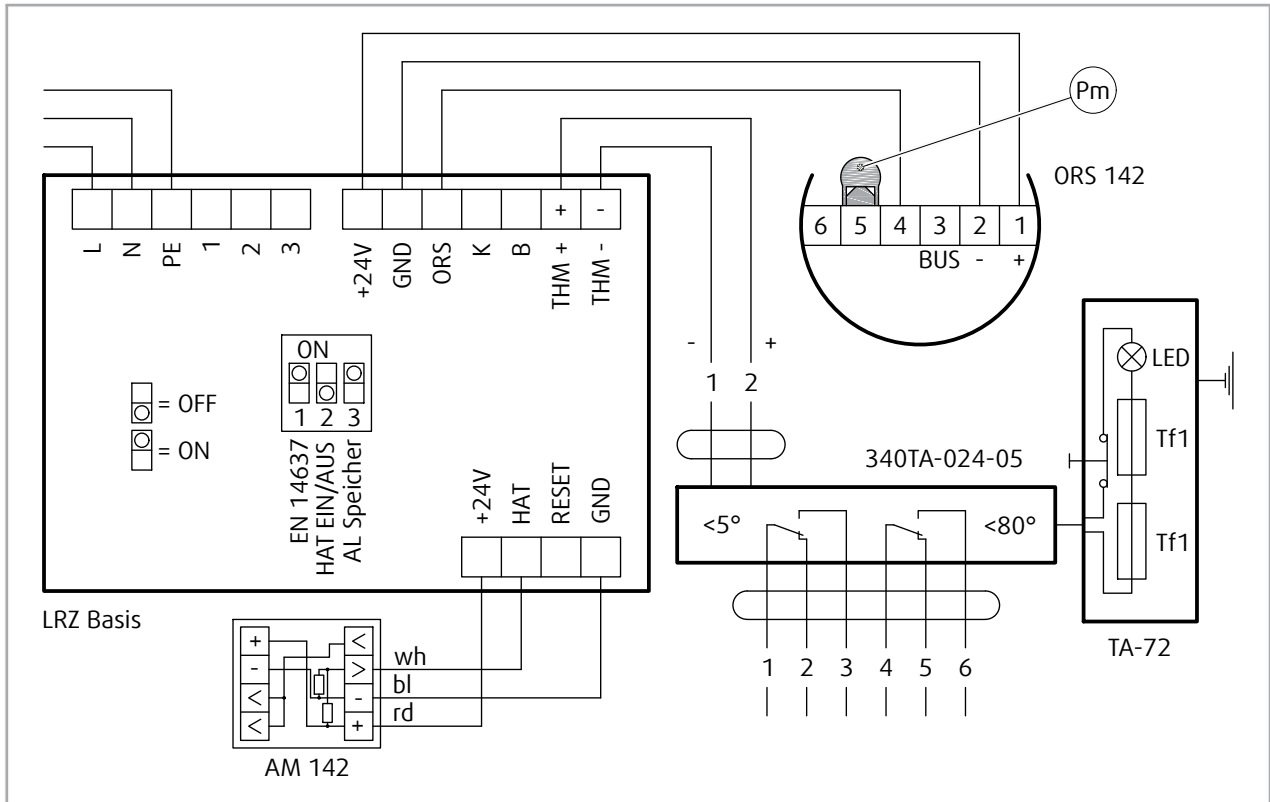 Pm
ORS 142
6 5 4 3 2 1
BUS - +
+ -
L N PE 1 2 3
+24V GND ORS K B THM + THM -
ON
1 2 3
EN 14637
HAT EIN/AUS
AL Speicher
= OFF
= ON
+24V HAT RESET GND
LRZ Basis
- +
1 2
340TA-024-05
<5° <80°
1 2 3 4 5 6
LED
Tf1
Tf1
TA-72
+ <
- >
< -
< +
wh
bl
rd
AM 142